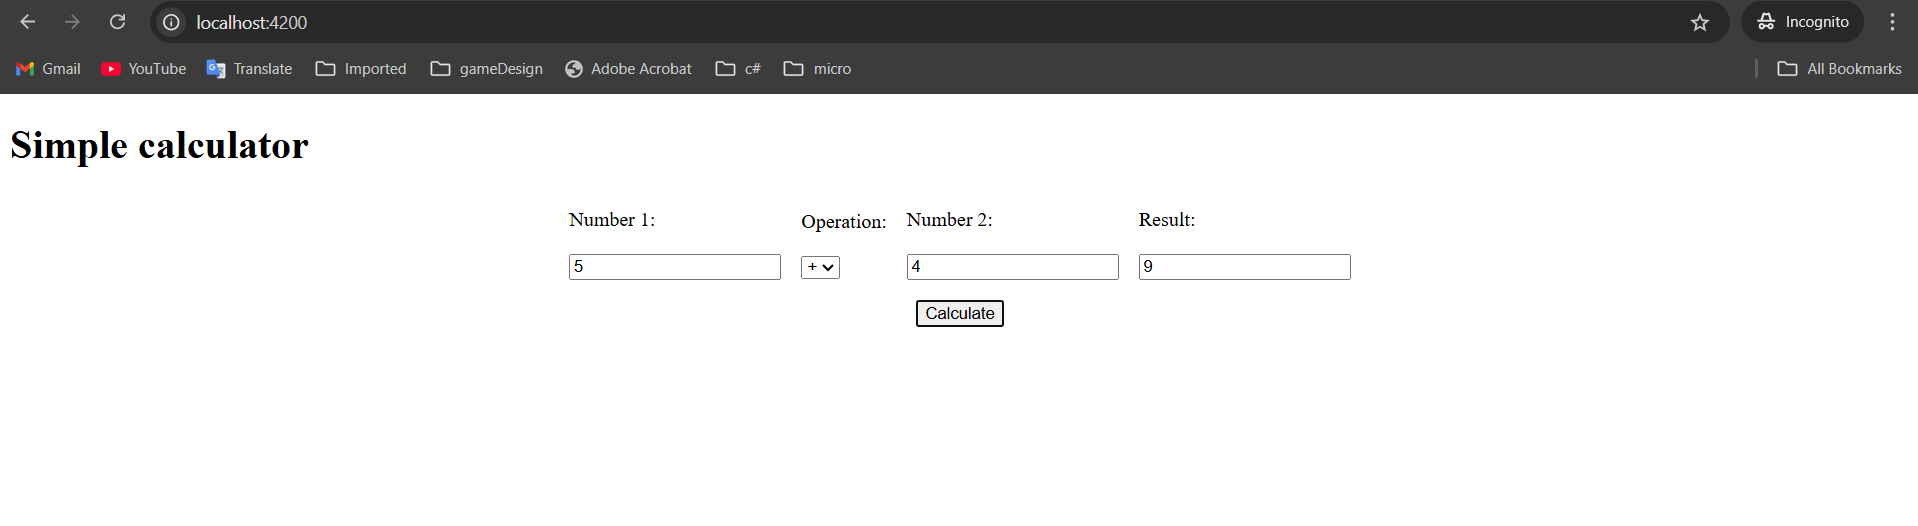 localhost:4200 Incognito
Gmail YouTube Translate Imported gameDesign Adobe Acrobat c# micro All Bookmarks
Simple calculator
Number 1: Operation: Number 2: Result:
5 + 4 9
Calculate